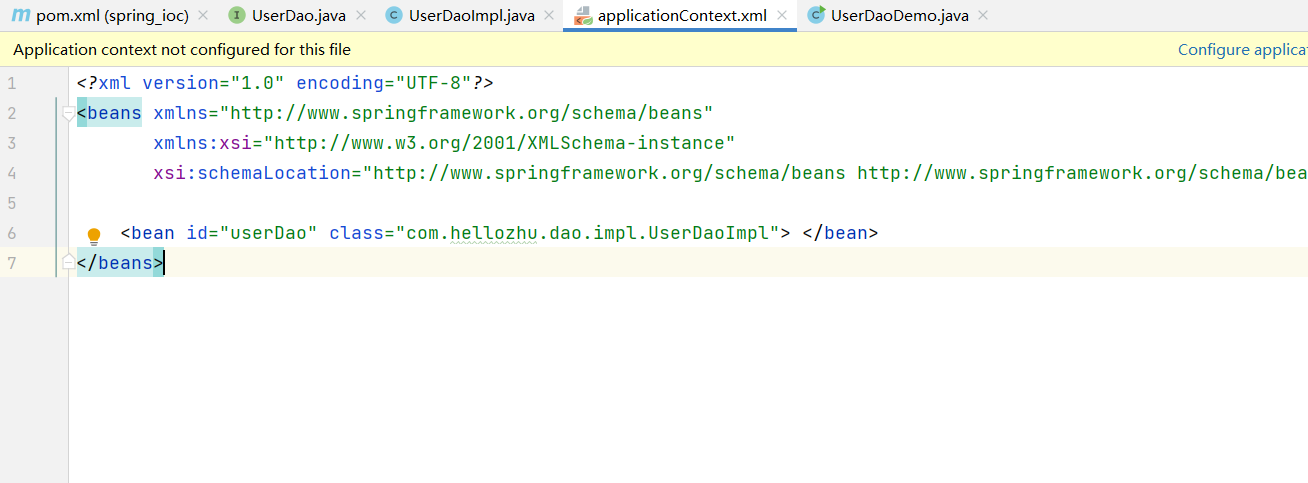 pom.xml (spring_ioc) UserDao.java UserDaoImpl.java applicationContext.xml UserDaoDemo.java
Application context not configured for this file Configure
1 <?xml version="1.0" encoding="UTF-8"?>
2 <beans xmlns="http://www.springframework.org/schema/beans"
3 xmlns:xsi="http://www.w3.org/2001/XMLSchema-instance"
4 xsi:schemaLocation="http://www.springframework.org/schema/beans http://www.springframework.org/schema/bea
5
6 <bean id="userDao" class="com.hellozhu.dao.impl.UserDaoImpl"> </bean>
7 </beans>